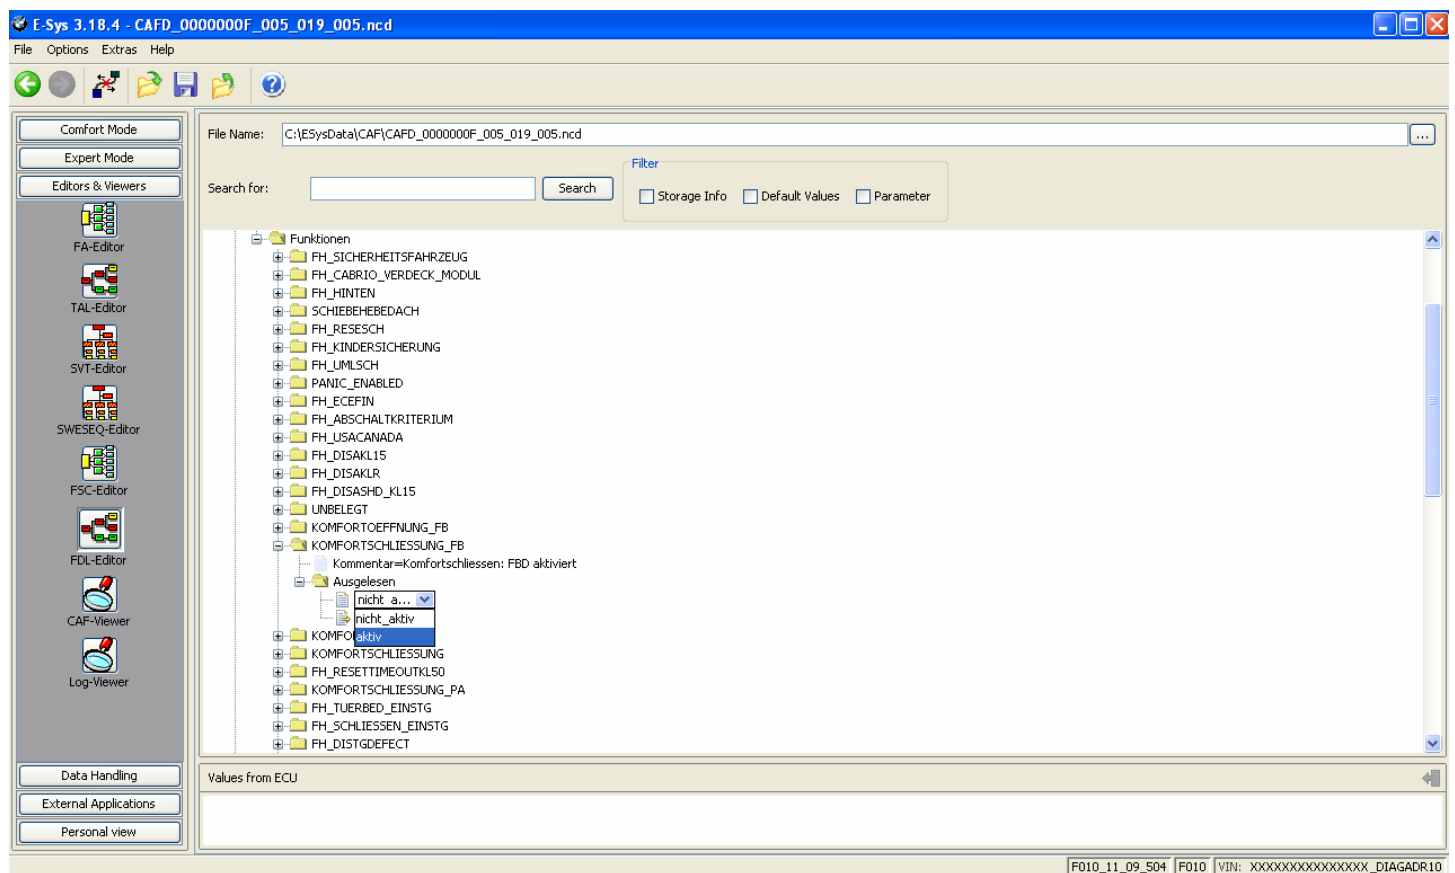 E-Sys 3.18.4 - CAFD_0000000F_005_019_005.ncd
File Options Extras Help
Comfort Mode
Expert Mode
Editors & Viewers
FA-Editor
TAL-Editor
SVT-Editor
SWESEQ-Editor
FSC-Editor
FDL-Editor
CAF-Viewer
Log-Viewer
Data Handling
External Applications
Personal view
File Name: C:\ESysData\CAF\CAFD_0000000F_005_019_005.ncd ...
Filter
Search for: Search Storage Info Default Values Parameter
Funktionen
FH_SICHERHEITSFAHRZEUG
FH_CABRIO_VERDECK_MODUL
FH_HINTEN
SCHIEBEHEBEDACH
FH_RESESCH
FH_KINDERSICHERUNG
FH_UMLSCH
PANIC_ENABLED
FH_ECEFIN
FH_ABSCHALTKRITERIUM
FH_USACANADA
FH_DISAKL15
FH_DISAKLR
FH_DISASHD_KL15
UNBELEGT
KOMFORTOEFFNUNG_FB
KOMFORTSCHLIESSUNG_FB
Kommentar=Komfortschliessen: FBD aktiviert
Ausgelesen
nicht_a...
nicht_aktiv
KOMFO aktiv
KOMFORTSCHLIESSUNG
FH_RESETTIMEOUTKL50
KOMFORTSCHLIESSUNG_PA
FH_TUERBED_EINSTG
FH_SCHLIESSEN_EINSTG
FH_DISTGDEFECT
Values from ECU
F010_11_09_504 F010 VIN: XXXXXXXXXXXXXXX_DIAGADR10